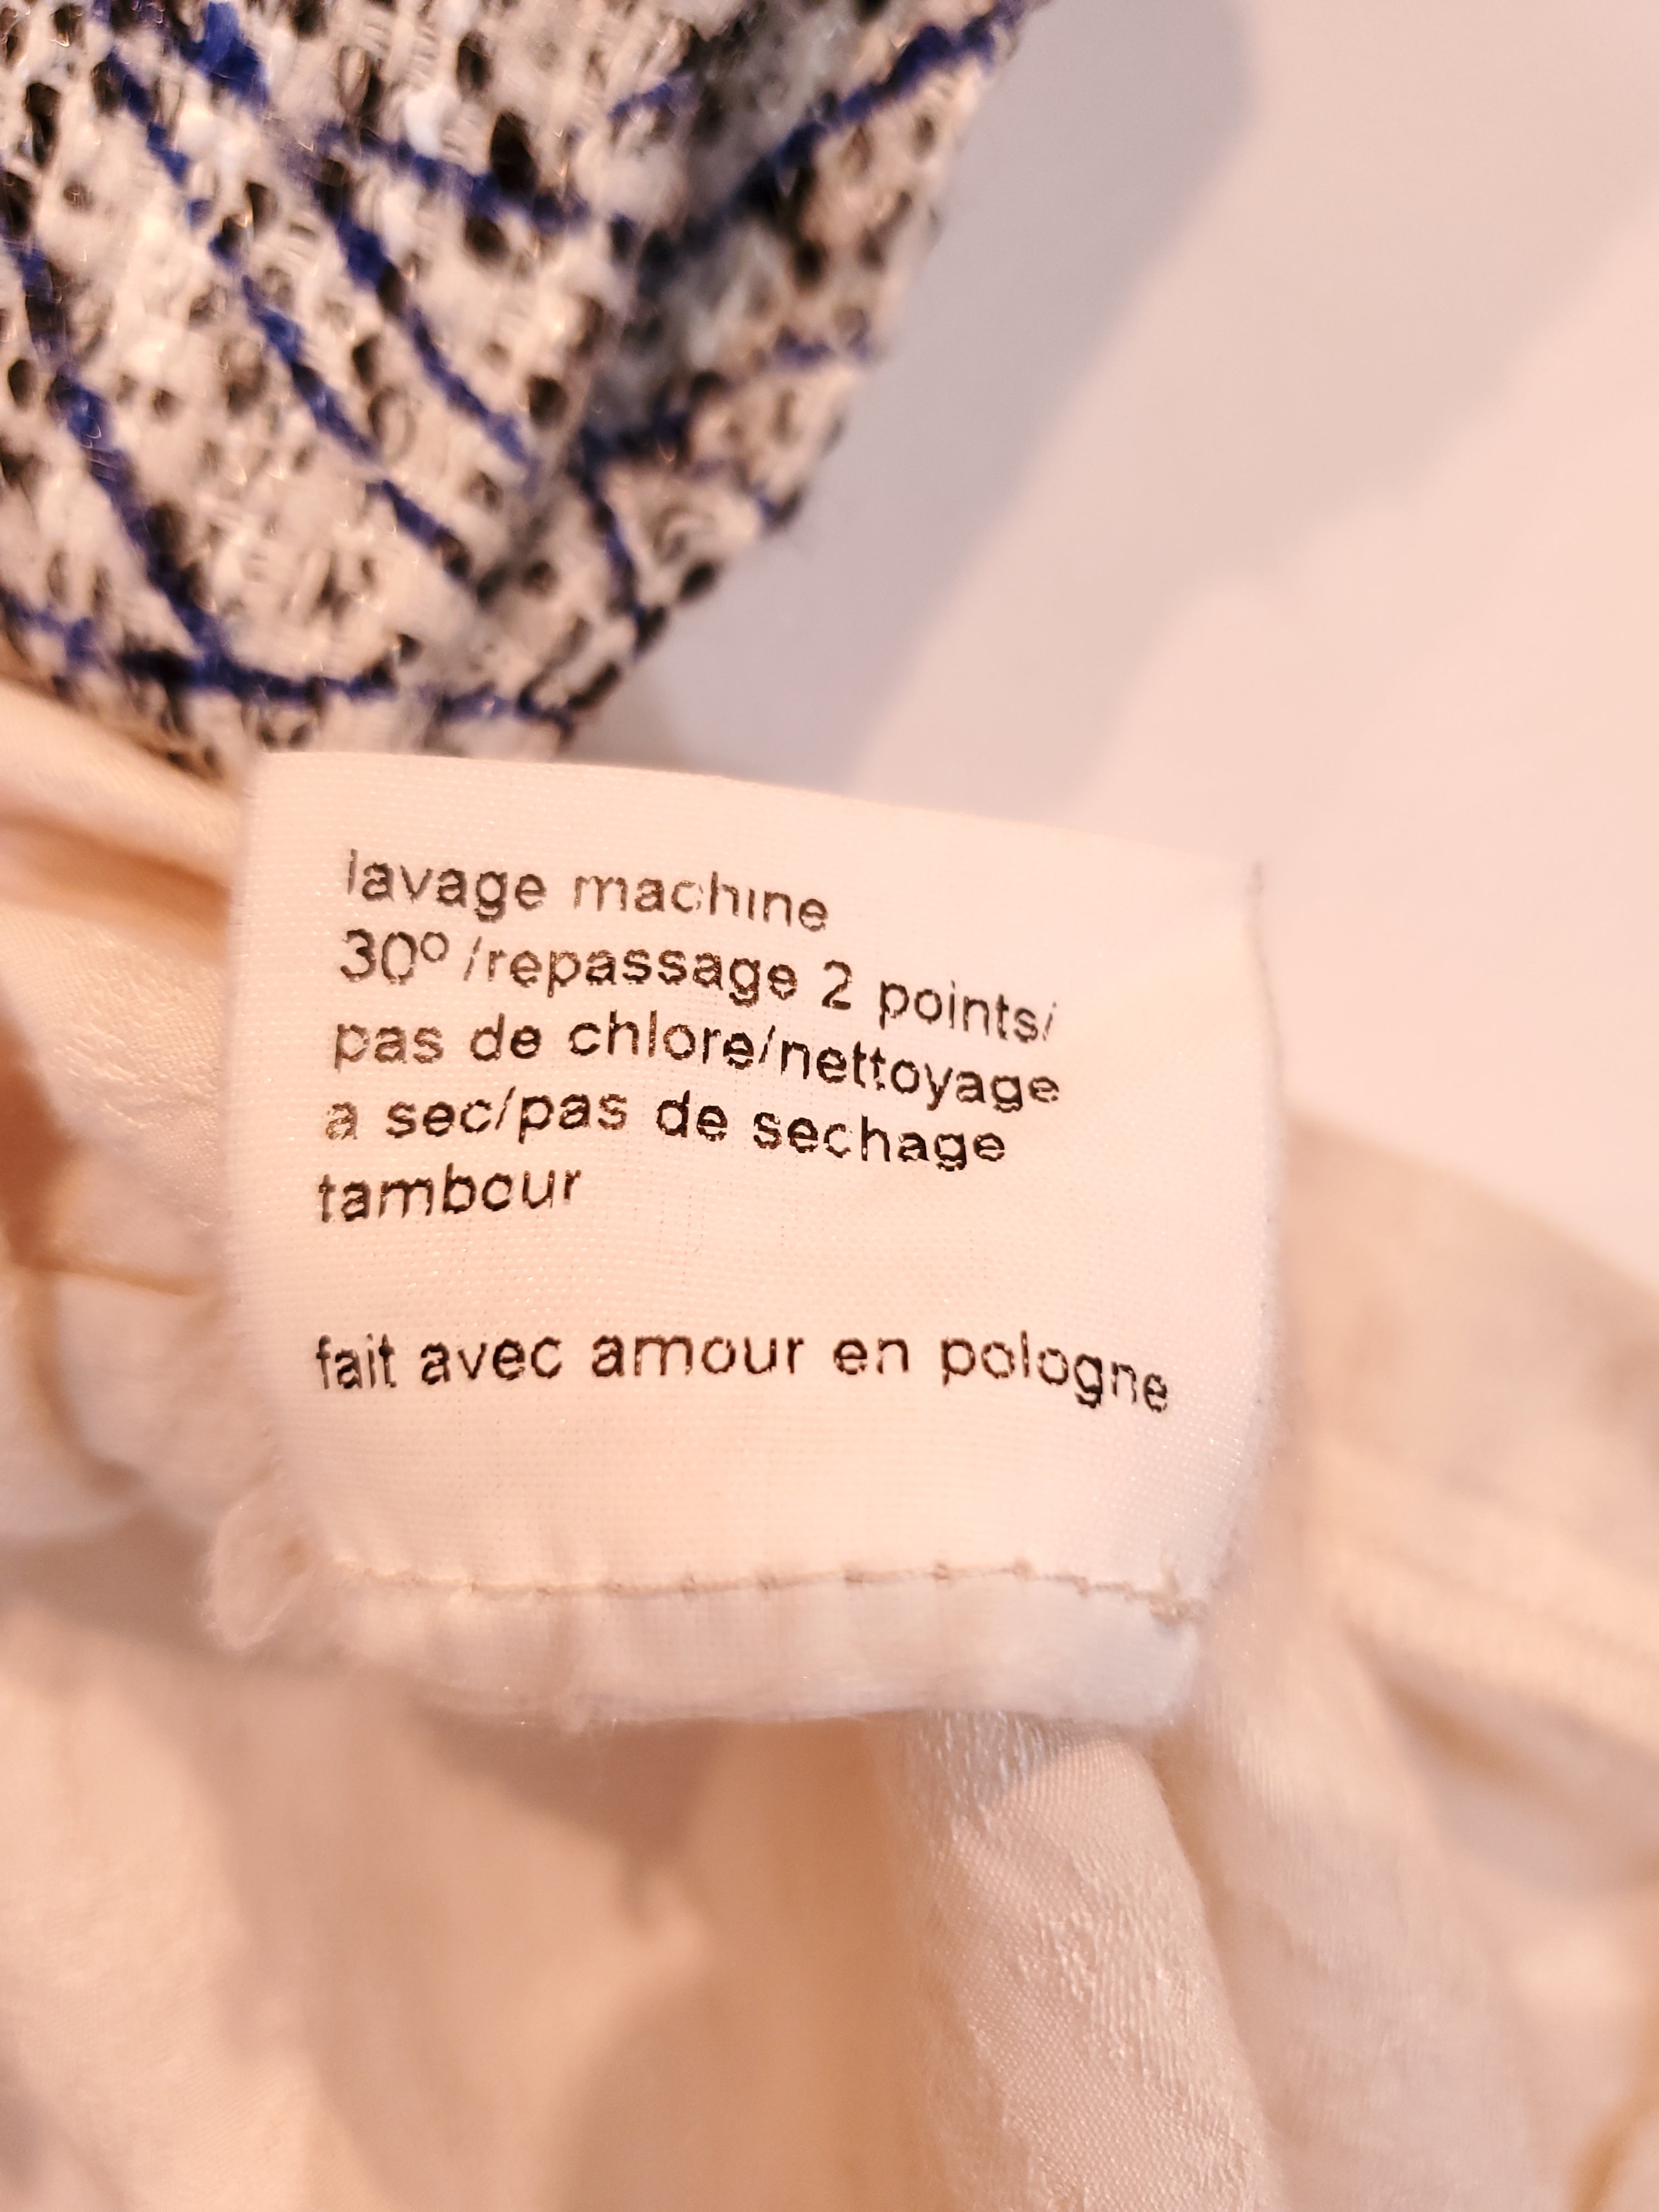 lavage machine
30º/repassage 2 points/
pas de chlore/nettoyage
a sec/pas de sechage
tambour
fait avec amour en pologne